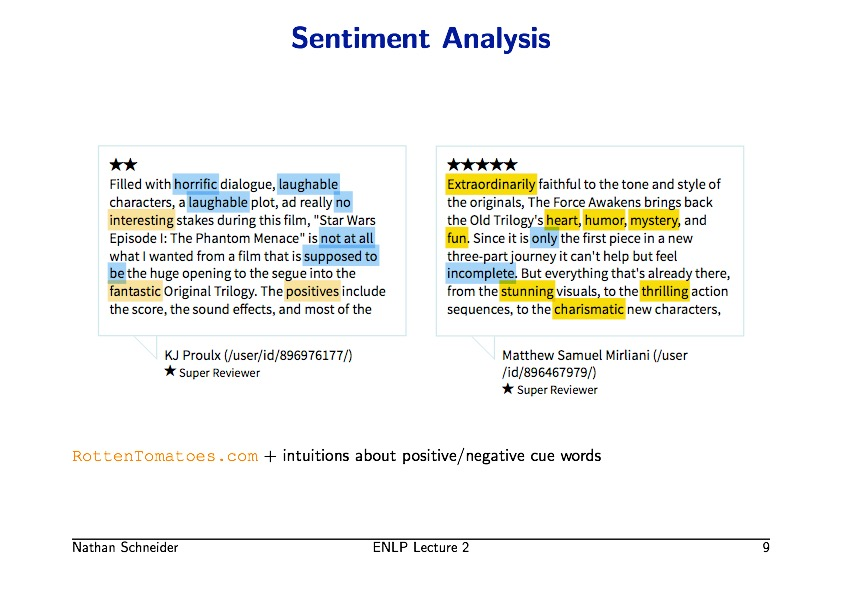 Sentiment Analysis
★★
Filled with horrific dialogue, laughable
characters, a laughable plot, ad really no
interesting stakes during this film, "Star Wars
Episode I: The Phantom Menace" is not at all
what I wanted from a film that is supposed to
be the huge opening to the segue into the
fantastic Original Trilogy. The positives include
the score, the sound effects, and most of the
KJ Proulx (/user/id/896976177/)
★ Super Reviewer
★★★★★
Extraordinarily faithful to the tone and style of
the originals, The Force Awakens brings back
the Old Trilogy's heart, humor, mystery, and
fun. Since it is only the first piece in a new
three-part journey it can't help but feel
incomplete. But everything that's already there,
from the stunning visuals, to the thrilling action
sequences, to the charismatic new characters,
Matthew Samuel Mirliani (/user
/id/896467979/)
★ Super Reviewer
RottenTomatoes.com + intuitions about positive/negative cue words
Nathan Schneider ENLP Lecture 2 9